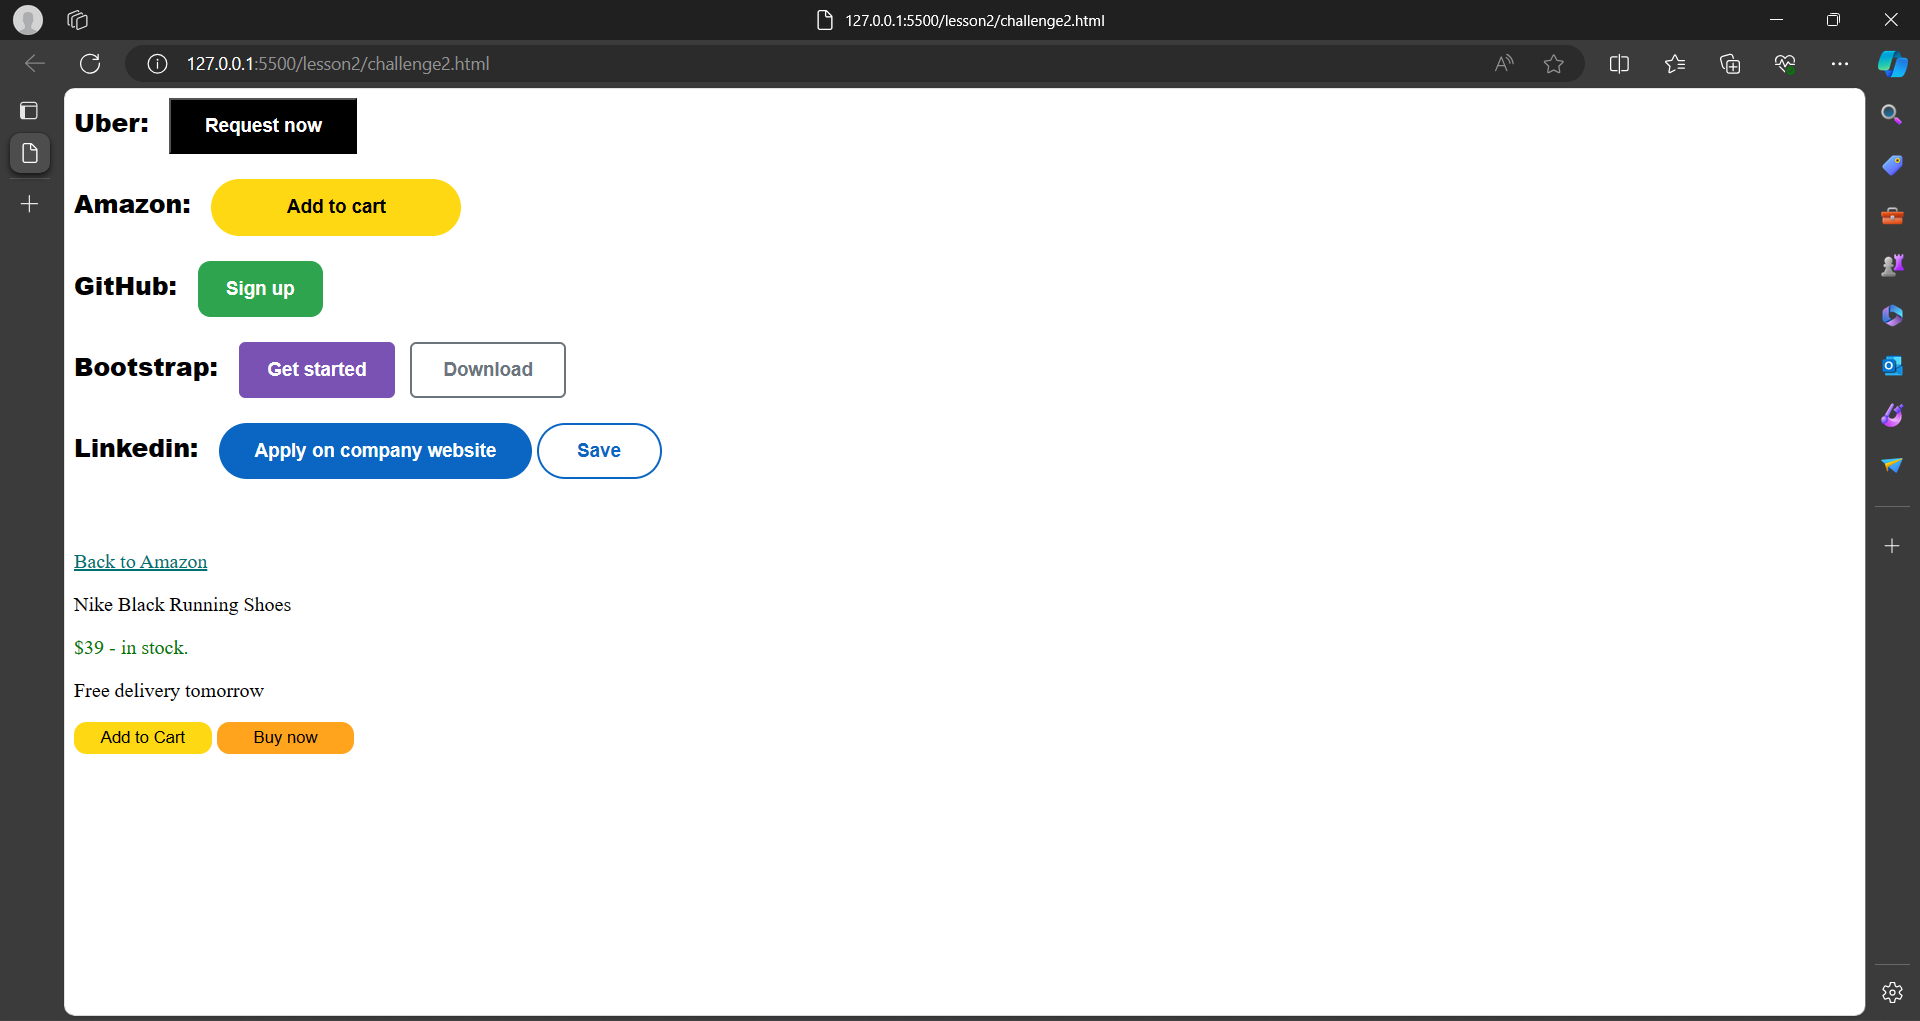 127.0.0.1:5500/lesson2/challenge2.html
127.0.0.1:5500/lesson2/challenge2.html
Uber: Request now
Amazon: Add to cart
GitHub: Sign up
Bootstrap: Get started Download
Linkedin: Apply on company website Save
Back to Amazon
Nike Black Running Shoes
$39 - in stock.
Free delivery tomorrow
Add to Cart Buy now